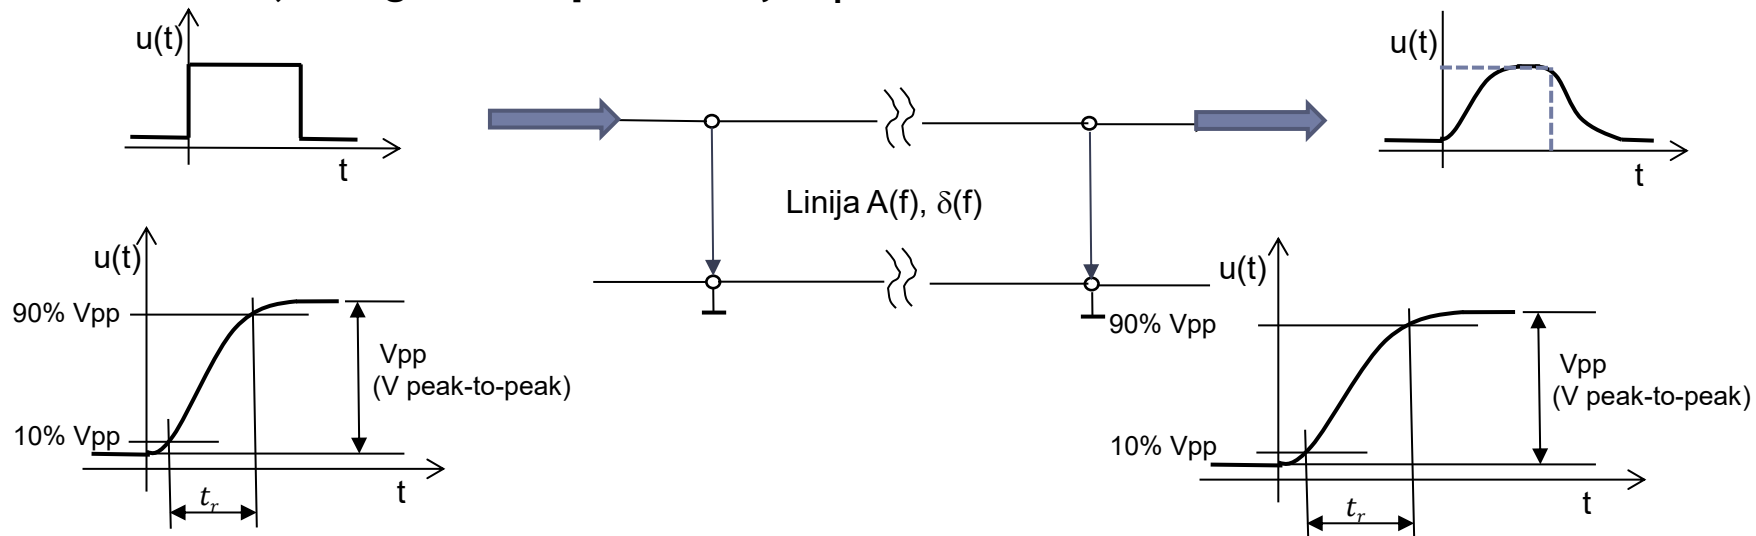 u(t)
t
u(t)
t
Linija A(f), δ(f)
u(t)
90% Vpp
Vpp
(V peak-to-peak)
10% Vpp
t
t_r
u(t)
90% Vpp
Vpp
(V peak-to-peak)
10% Vpp
t
t_r